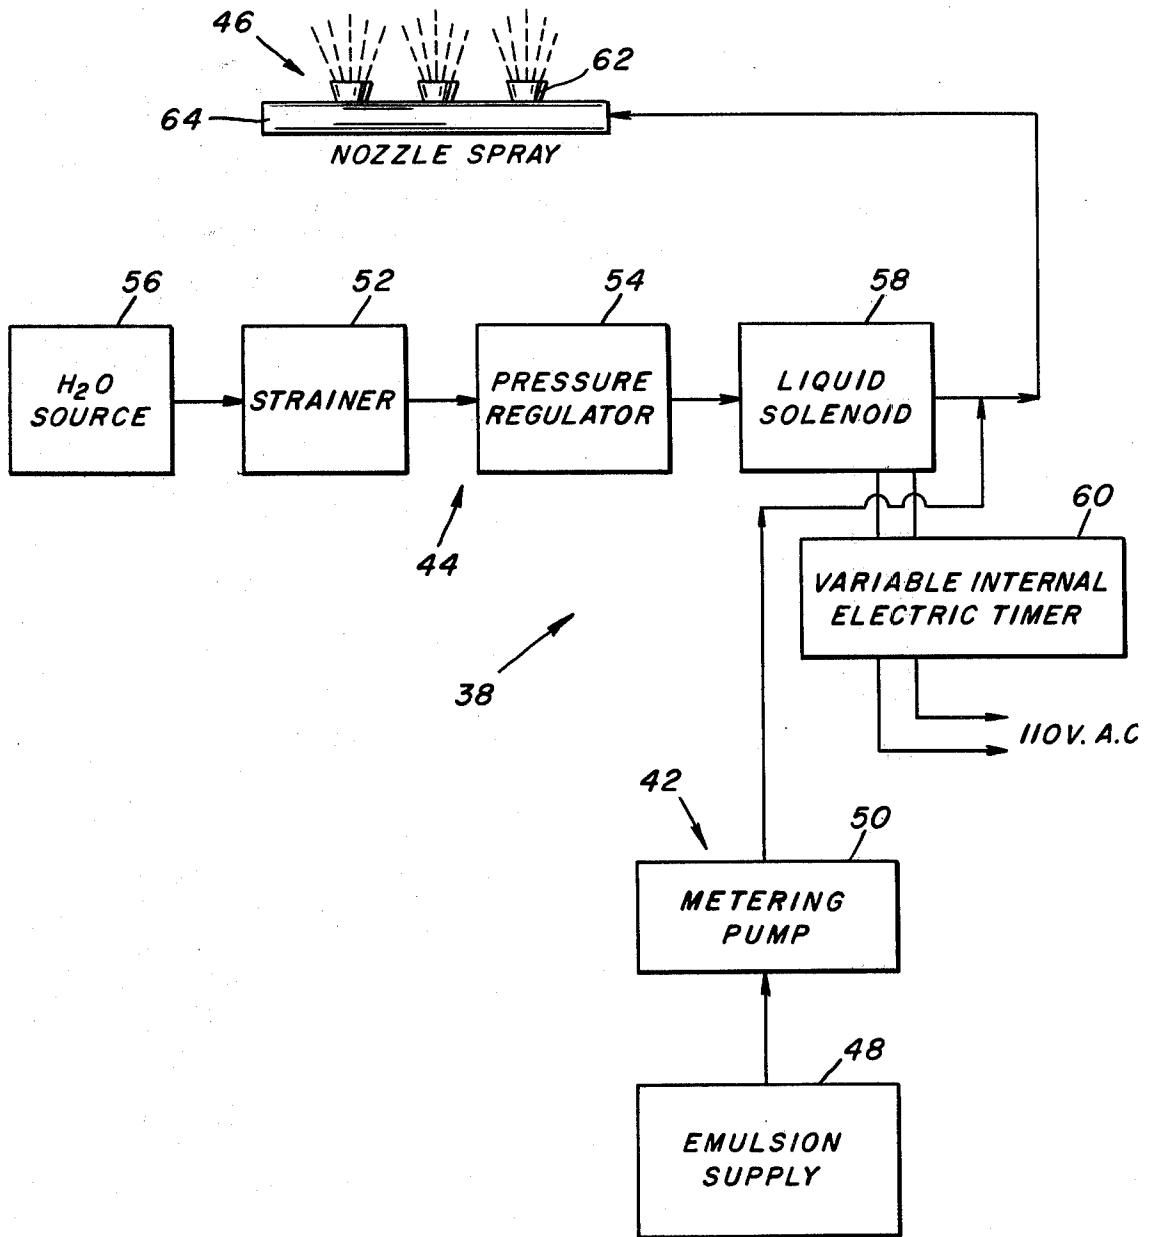 46
62
64
NOZZLE SPRAY
56
52
54
58
H2O
SOURCE
STRAINER
PRESSURE
REGULATOR
LIQUID
SOLENOID
44
60
VARIABLE INTERNAL
ELECTRIC TIMER
38
110V. A.C
42
50
METERING
PUMP
48
EMULSION
SUPPLY